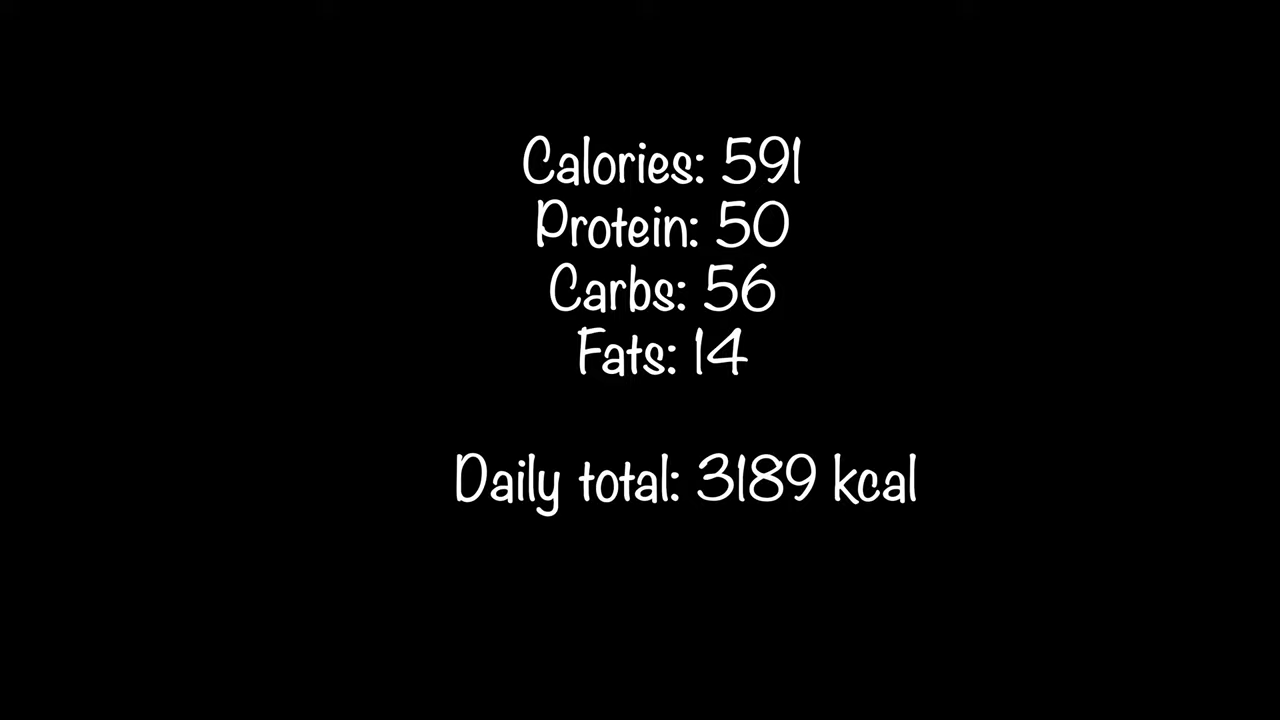 Calories: 591
Protein: 50
Carbs: 56
Fats: 14
Daily total: 3189 kcal